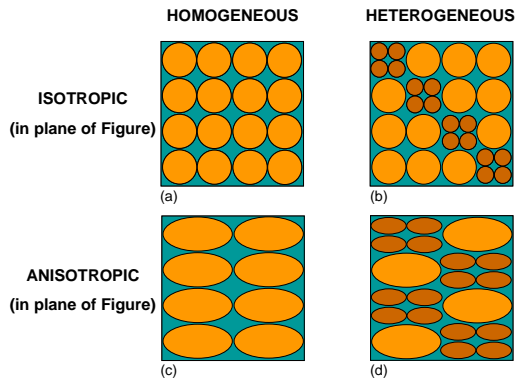 HOMOGENEOUS
HETEROGENEOUS
ISOTROPIC
(in plane of Figure)
(a)
(b)
ANISOTROPIC
(in plane of Figure)
(c)
(d)